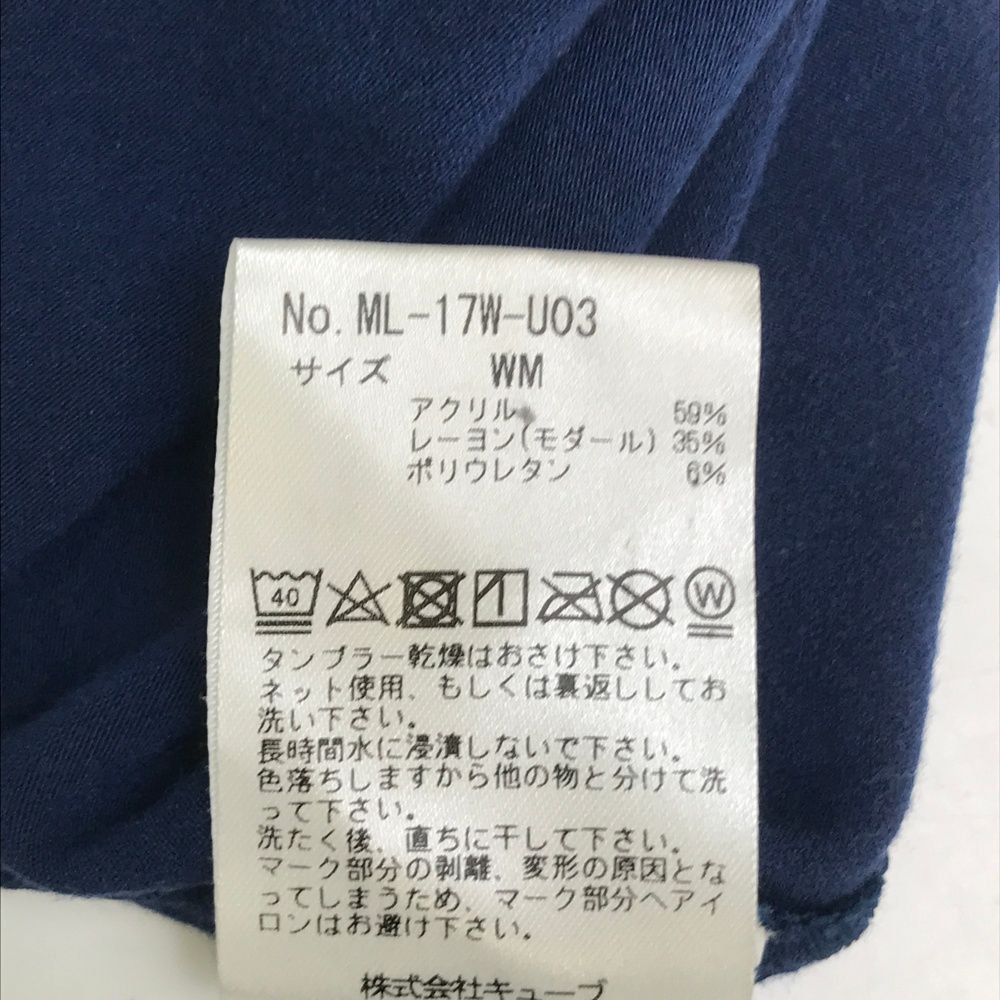 No. ML-17W-U03
サイズ WM
アクリル 59%
レーヨン(モダール) 35%
ポリウレタン 6%
40 W
タンブラー乾燥はおさけ下さい。
ネット使用、もしくは裏返ししてお
洗い下さい。
長時間水に浸漬しないで下さい。
色落ちしますから他の物と分けて洗
って下さい。
洗たく後、直ちに干して下さい。
マーク部分の剥離、変形の原因とな
ってしまうため、マーク部分へアイ
ロンはお避け下さい。
株式会社キューブ